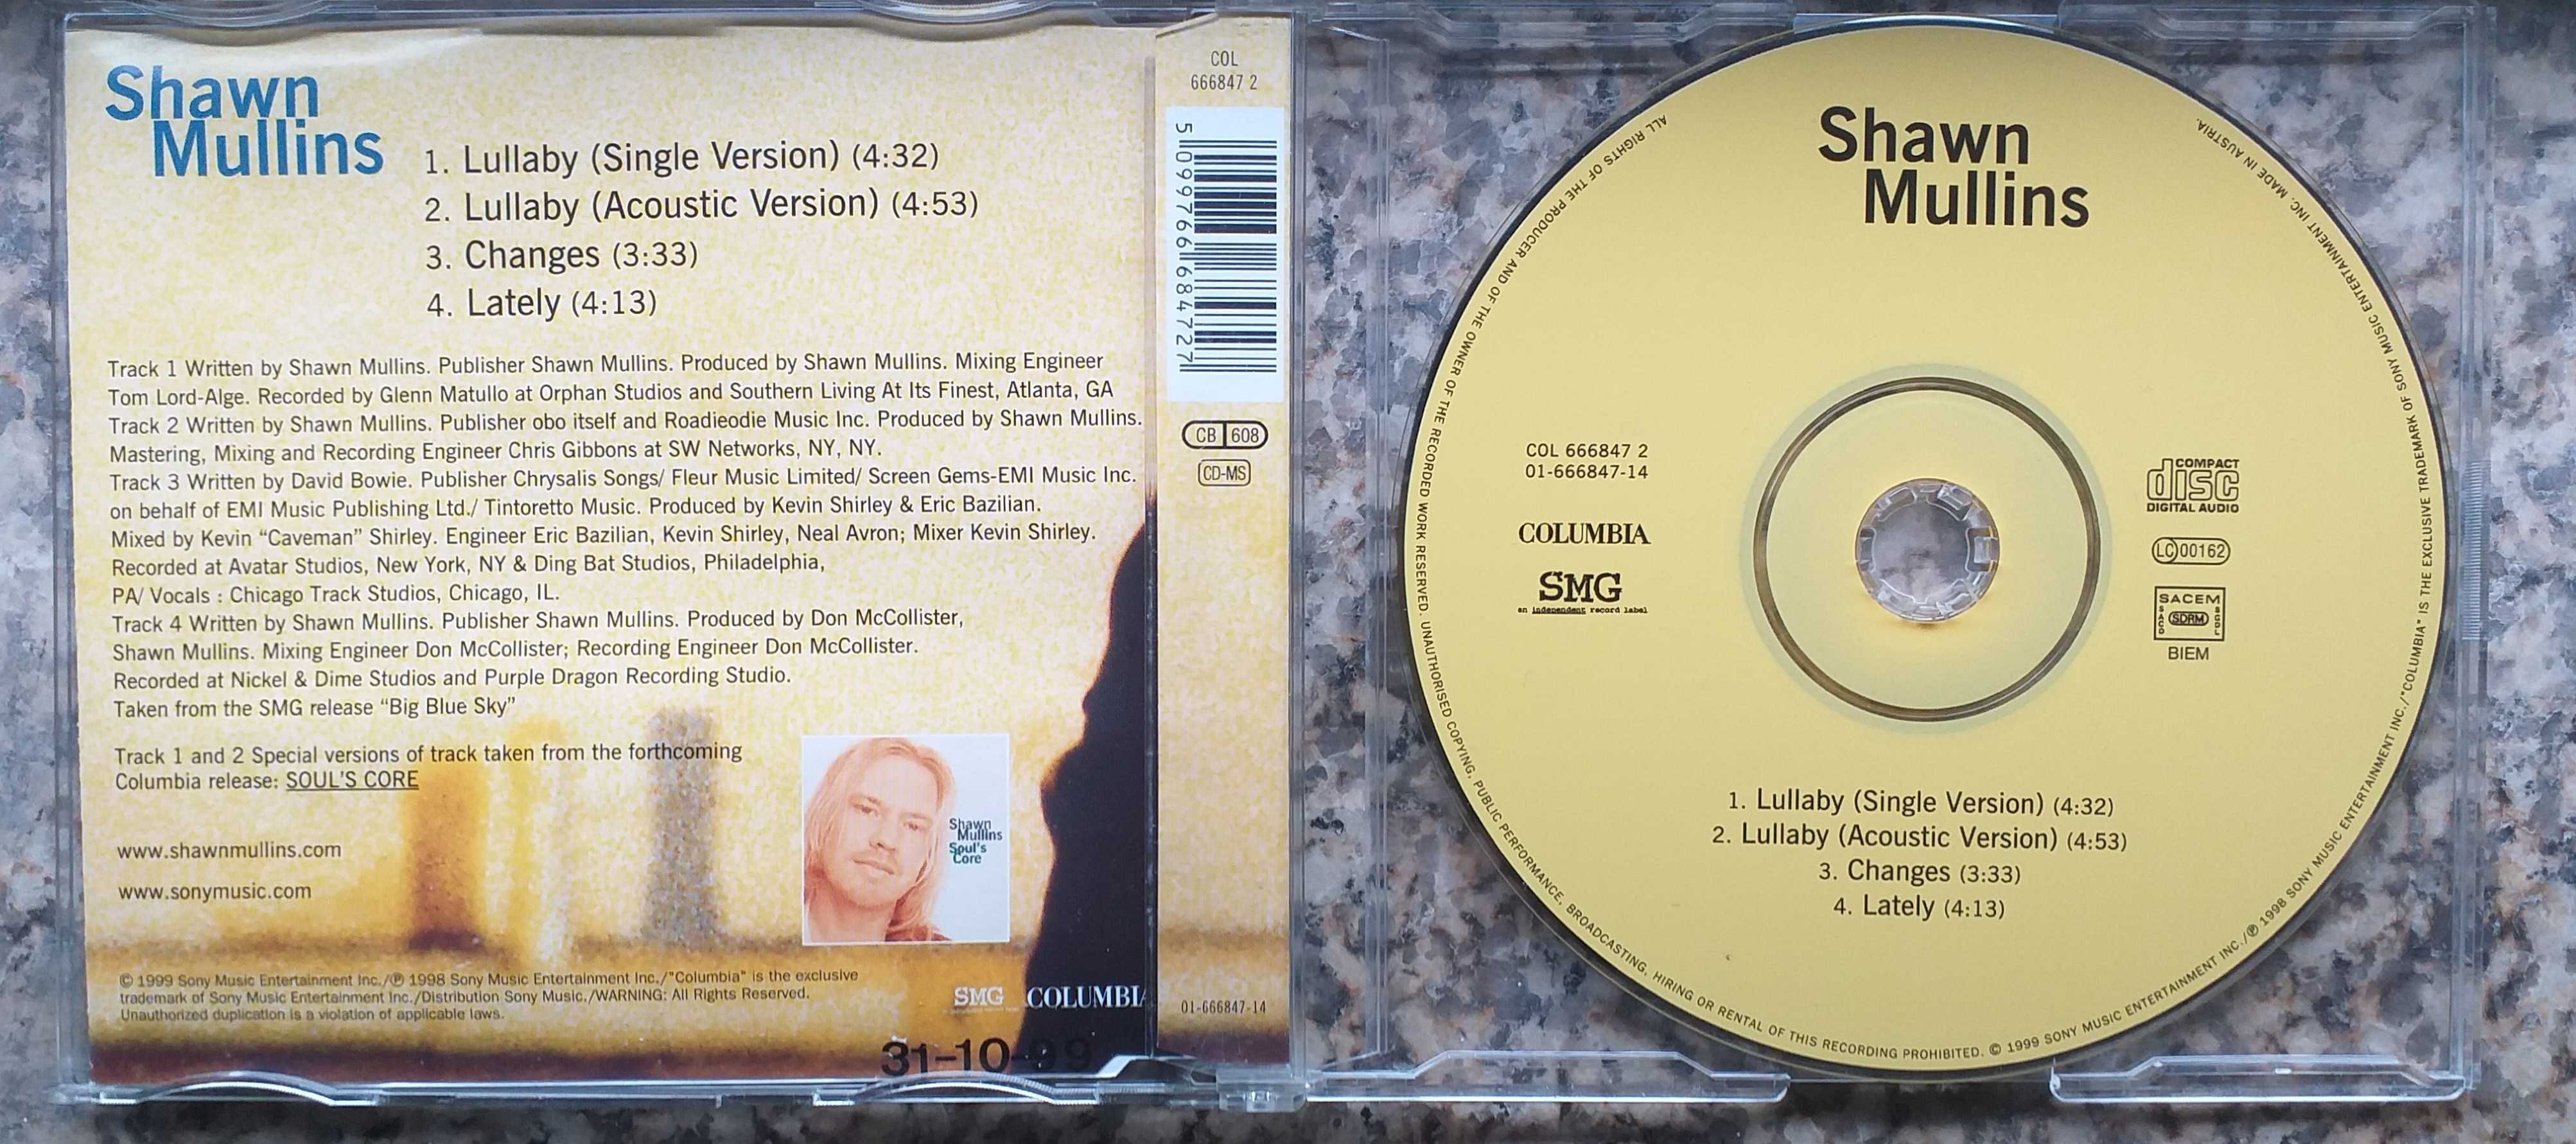 Shawn
Mullins
1. Lullaby (Single Version) (4:32)
2. Lullaby (Acoustic Version) (4:53)
3. Changes (3:33)
4. Lately (4:13)
Track 1 Written by Shawn Mullins. Publisher Shawn Mullins. Produced by Shawn Mullins. Mixing Engineer
Tom Lord-Alge. Recorded by Glenn Matullo at Orphan Studios and Southern Living At Its Finest, Atlanta, GA
Track 2 Written by Shawn Mullins. Publisher obo itself and Roadieodie Music Inc. Produced by Shawn Mullins.
Mastering, Mixing and Recording Engineer Chris Gibbons at SW Networks, NY, NY.
Track 3 Written by David Bowie. Publisher Chrysalis Songs/ Fleur Music Limited/ Screen Gems-EMI Music Inc.
on behalf of EMI Music Publishing Ltd./ Tintoretto Music. Produced by Kevin Shirley & Eric Bazilian.
Mixed by Kevin “Caveman” Shirley. Engineer Eric Bazilian, Kevin Shirley, Neal Avron; Mixer Kevin Shirley.
Recorded at Avatar Studios, New York, NY & Ding Bat Studios, Philadelphia,
PA/ Vocals : Chicago Track Studios, Chicago, IL.
Track 4 Written by Shawn Mullins. Publisher Shawn Mullins. Produced by Don McCollister,
Shawn Mullins. Mixing Engineer Don McCollister; Recording Engineer Don McCollister.
Recorded at Nickel & Dime Studios and Purple Dragon Recording Studio.
Taken from the SMG release “Big Blue Sky”
Track 1 and 2 Special versions of track taken from the forthcoming
Columbia release: SOUL'S CORE
www.shawnmullins.com
www.sonymusic.com
Shawn
Mullins
Soul's
Core
© 1999 Sony Music Entertainment Inc./℗ 1998 Sony Music Entertainment Inc./"Columbia" is the exclusive
trademark of Sony Music Entertainment Inc./Distribution Sony Music./WARNING: All Rights Reserved.
Unauthorized duplication is a violation of applicable laws.
SMG COLUMBIA
31-10-99
COL
666847 2
5 099766 684727
CB 608
CD-MS
01-666847-14
Shawn
Mullins
COL 666847 2
01-666847-14
COLUMBIA
SMG
an independent record label
COMPACT
disc
DIGITAL AUDIO
LC 00162
SACEM
SACD SDRM SGDL
BIEM
1. Lullaby (Single Version) (4:32)
2. Lullaby (Acoustic Version) (4:53)
3. Changes (3:33)
4. Lately (4:13)
ALL RIGHTS OF THE PRODUCER AND OF THE OWNER OF THE RECORDED WORK RESERVED. UNAUTHORISED COPYING, PUBLIC PERFORMANCE, BROADCASTING, HIRING OR RENTAL OF THIS RECORDING PROHIBITED. © 1999 SONY MUSIC ENTERTAINMENT INC./℗ 1998 SONY MUSIC ENTERTAINMENT INC./"COLUMBIA" IS THE EXCLUSIVE TRADEMARK OF SONY MUSIC ENTERTAINMENT INC. MADE IN AUSTRIA.